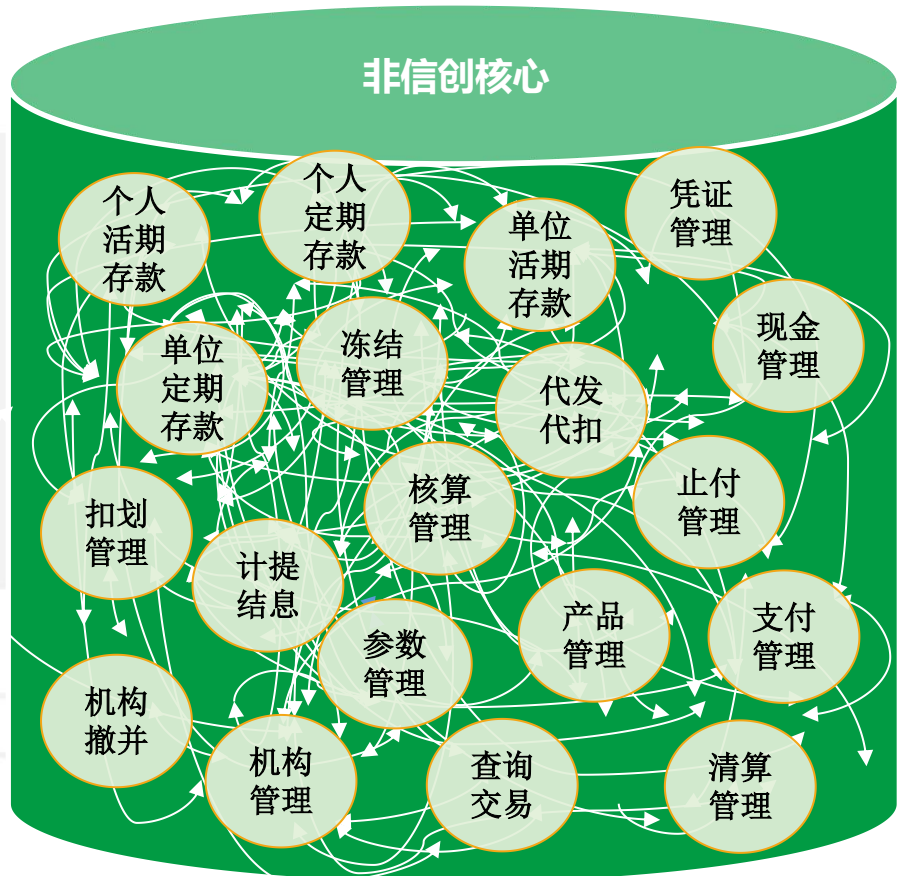 非信创核心
个人
活期
存款
个人
定期
存款
单位
活期
存款
凭证
管理
单位
定期
存款
冻结
管理
代发
代扣
现金
管理
扣划
管理
核算
管理
止付
管理
计提
结息
参数
管理
产品
管理
支付
管理
机构
撤并
机构
管理
查询
交易
清算
管理